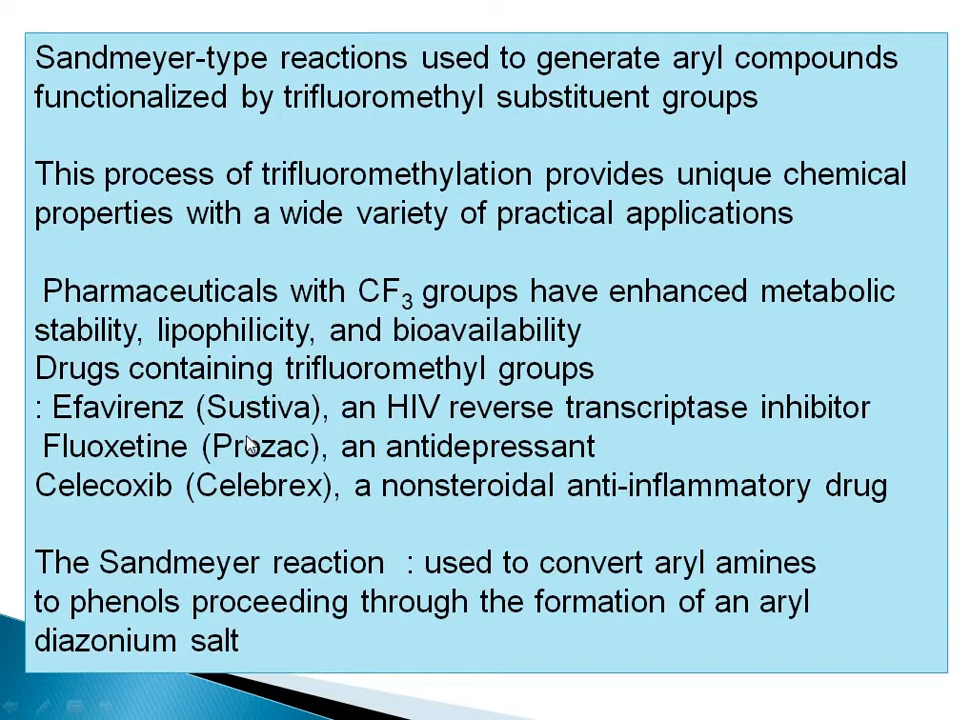 Sandmeyer-type reactions used to generate aryl compounds
functionalized by trifluoromethyl substituent groups
This process of trifluoromethylation provides unique chemical
properties with a wide variety of practical applications
Pharmaceuticals with CF₃ groups have enhanced metabolic
stability, lipophilicity, and bioavailability
Drugs containing trifluoromethyl groups
: Efavirenz (Sustiva), an HIV reverse transcriptase inhibitor
Fluoxetine (Prozac), an antidepressant
Celecoxib (Celebrex), a nonsteroidal anti-inflammatory drug
The Sandmeyer reaction : used to convert aryl amines
to phenols proceeding through the formation of an aryl
diazonium salt